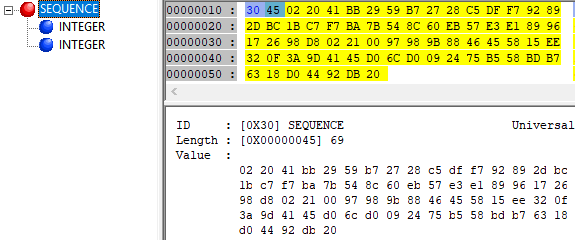 SEQUENCE
INTEGER
INTEGER
00000010 : 30 45 02 20 41 BB 29 59 B7 27 28 C5 DF F7 92 89
00000020 : 2D BC 1B C7 F7 BA 7B 54 8C 60 EB 57 E3 E1 89 96
00000030 : 17 26 98 D8 02 21 00 97 98 9B 88 46 45 58 15 EE
00000040 : 32 0F 3A 9D 41 45 D0 6C D0 09 24 75 B5 58 BD B7
00000050 : 63 18 D0 44 92 DB 20
ID : [0X30] SEQUENCE Universal
Length : [0X00000045] 69
Value :
02 20 41 bb 29 59 b7 27 28 c5 df f7 92 89 2d bc
1b c7 f7 ba 7b 54 8c 60 eb 57 e3 e1 89 96 17 26
98 d8 02 21 00 97 98 9b 88 46 45 58 15 ee 32 0f
3a 9d 41 45 d0 6c d0 09 24 75 b5 58 bd b7 63 18
d0 44 92 db 20